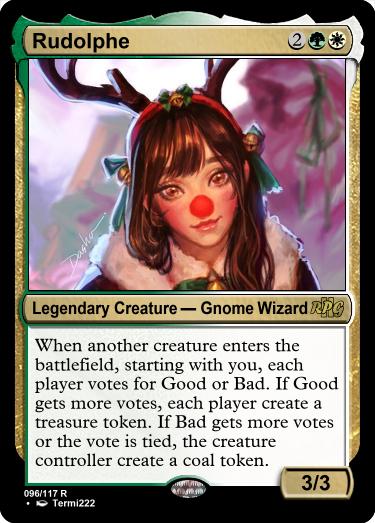 Rudolphe 2
Legendary Creature — Gnome Wizard RPG
When another creature enters the
battlefield, starting with you, each
player votes for Good or Bad. If Good
gets more votes, each player create a
treasure token. If Bad gets more votes
or the vote is tied, the creature
controller create a coal token.
3/3
096/117 R
• Termi222